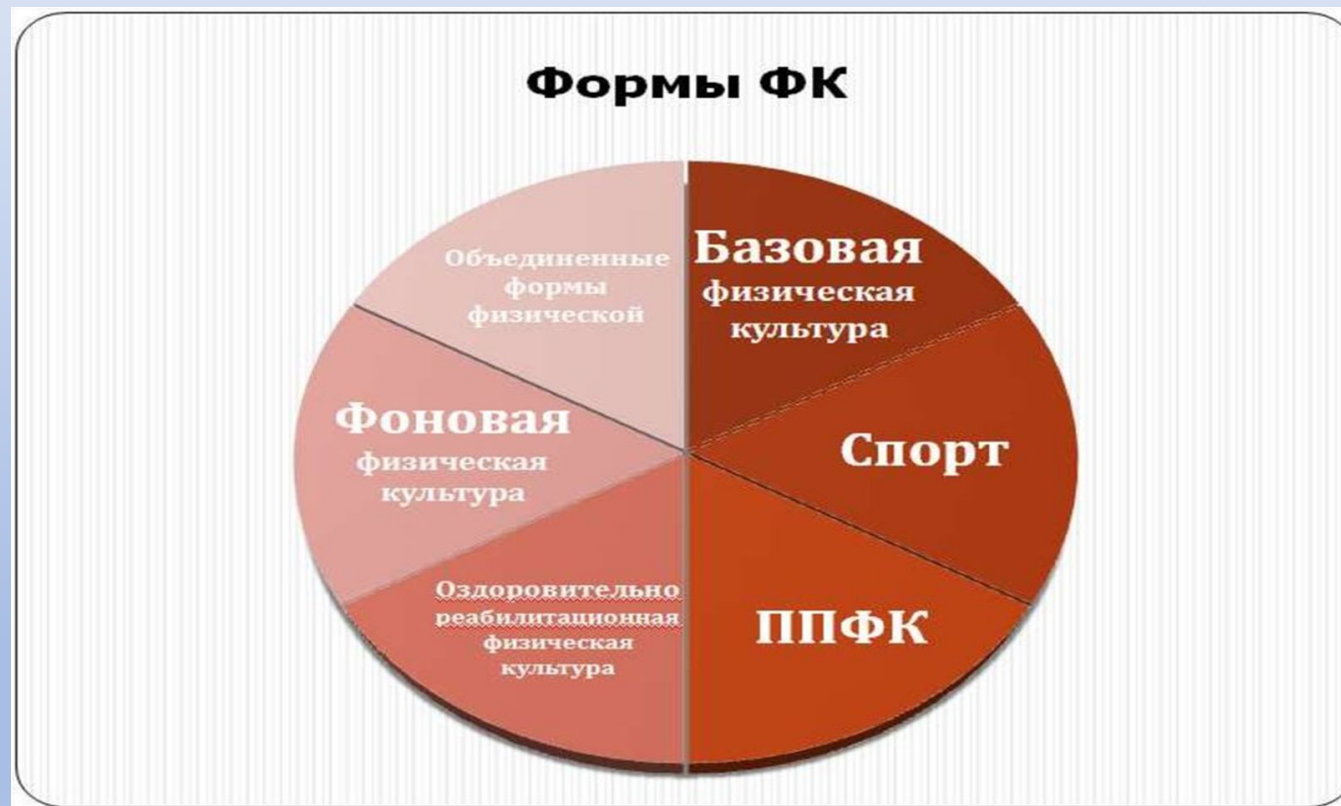 Формы ФК
Базовая
физическая
культура
Спорт
ППФК
Оздоровительно
реабилитационная
физическая
культура
Фоновая
физическая
культура
Объединенные
формы
физической